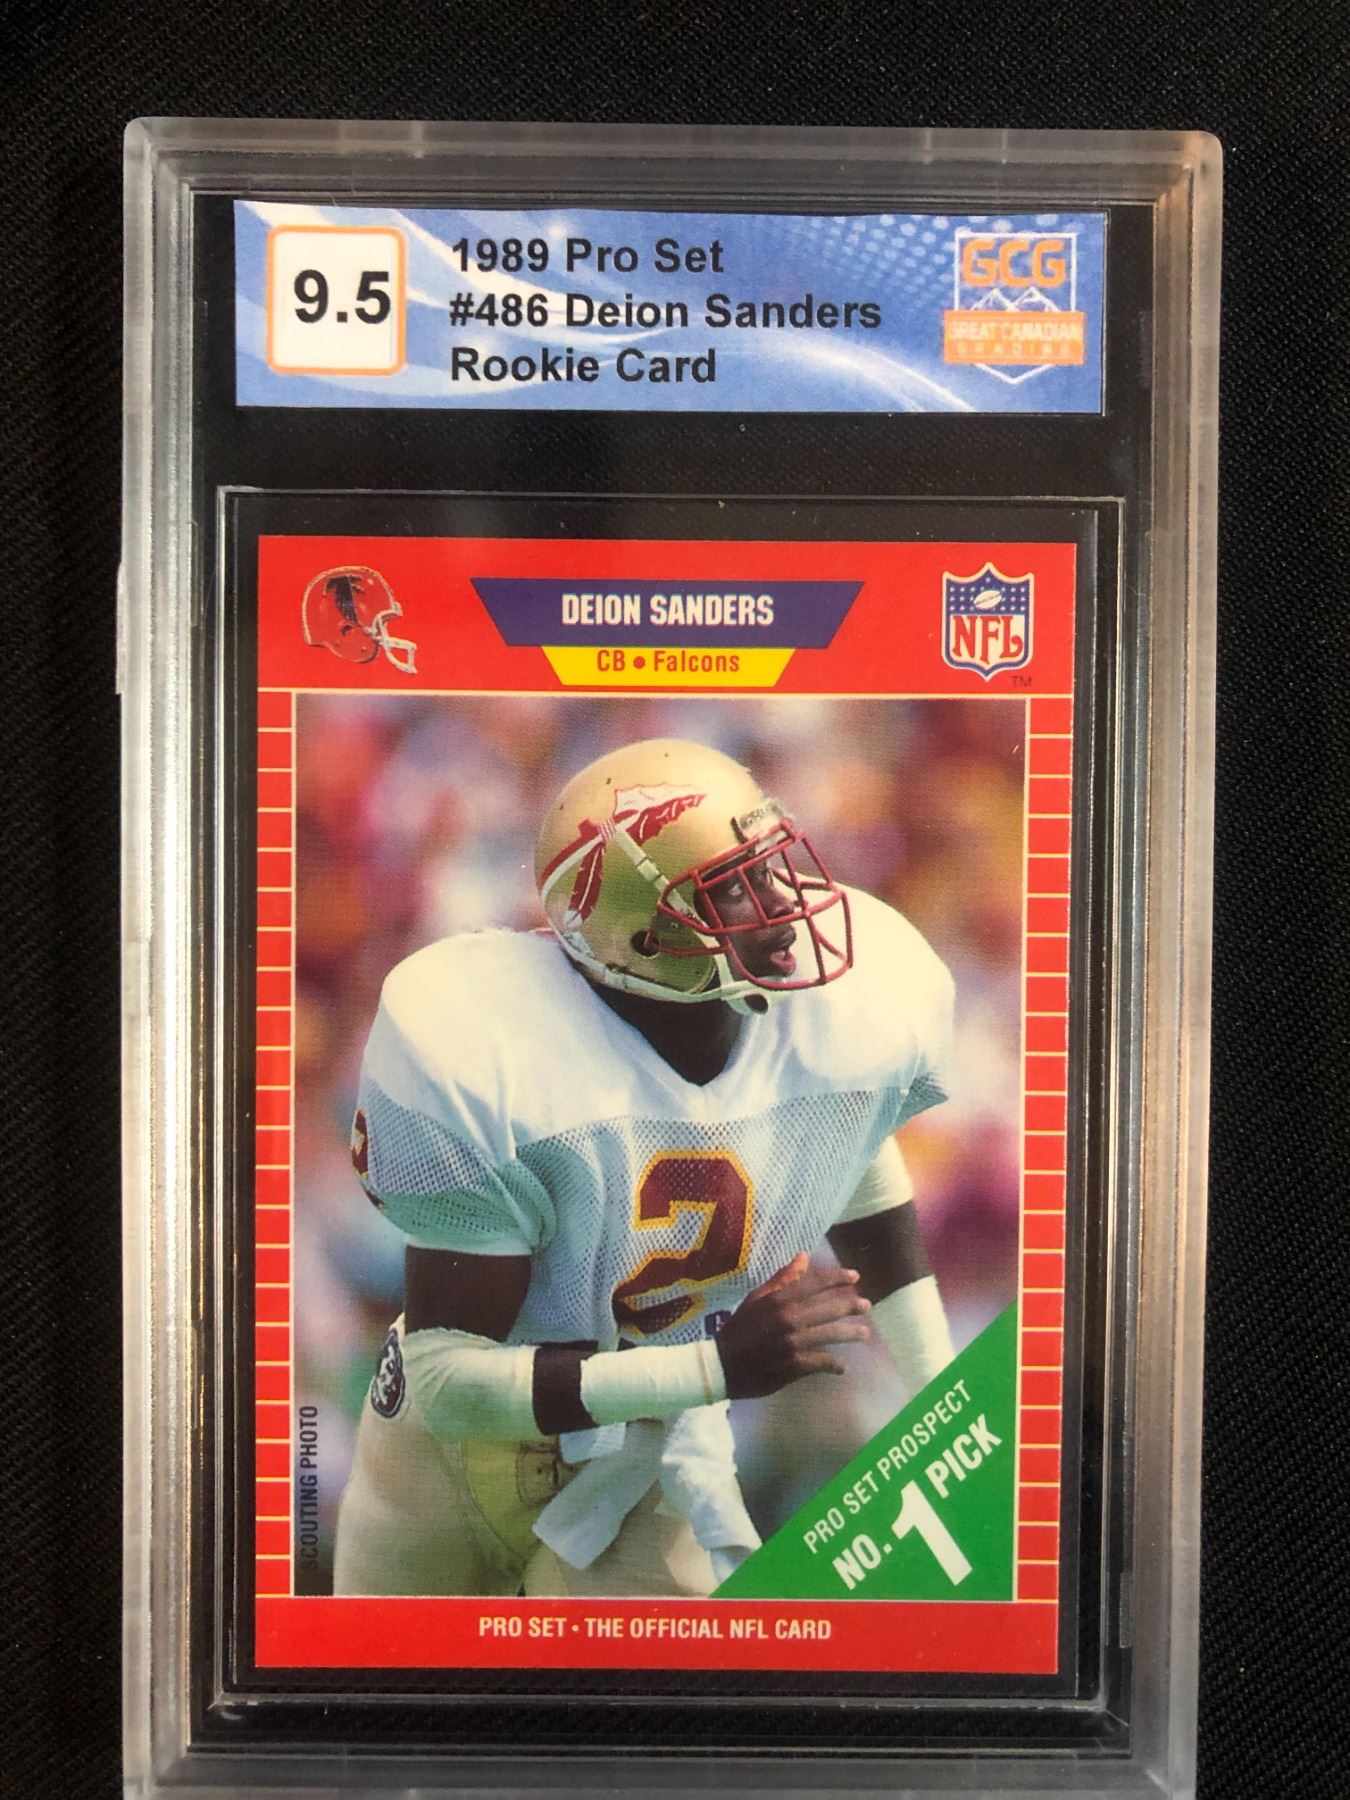 9.5
1989 Pro Set
#486 Deion Sanders
Rookie Card
GCG
GREAT CANADIAN
GRADING
DEION SANDERS
CB • Falcons
NFL
TM
2
SCOUTING PHOTO
PRO SET PROSPECT
NO. 1 PICK
PRO SET • THE OFFICIAL NFL CARD